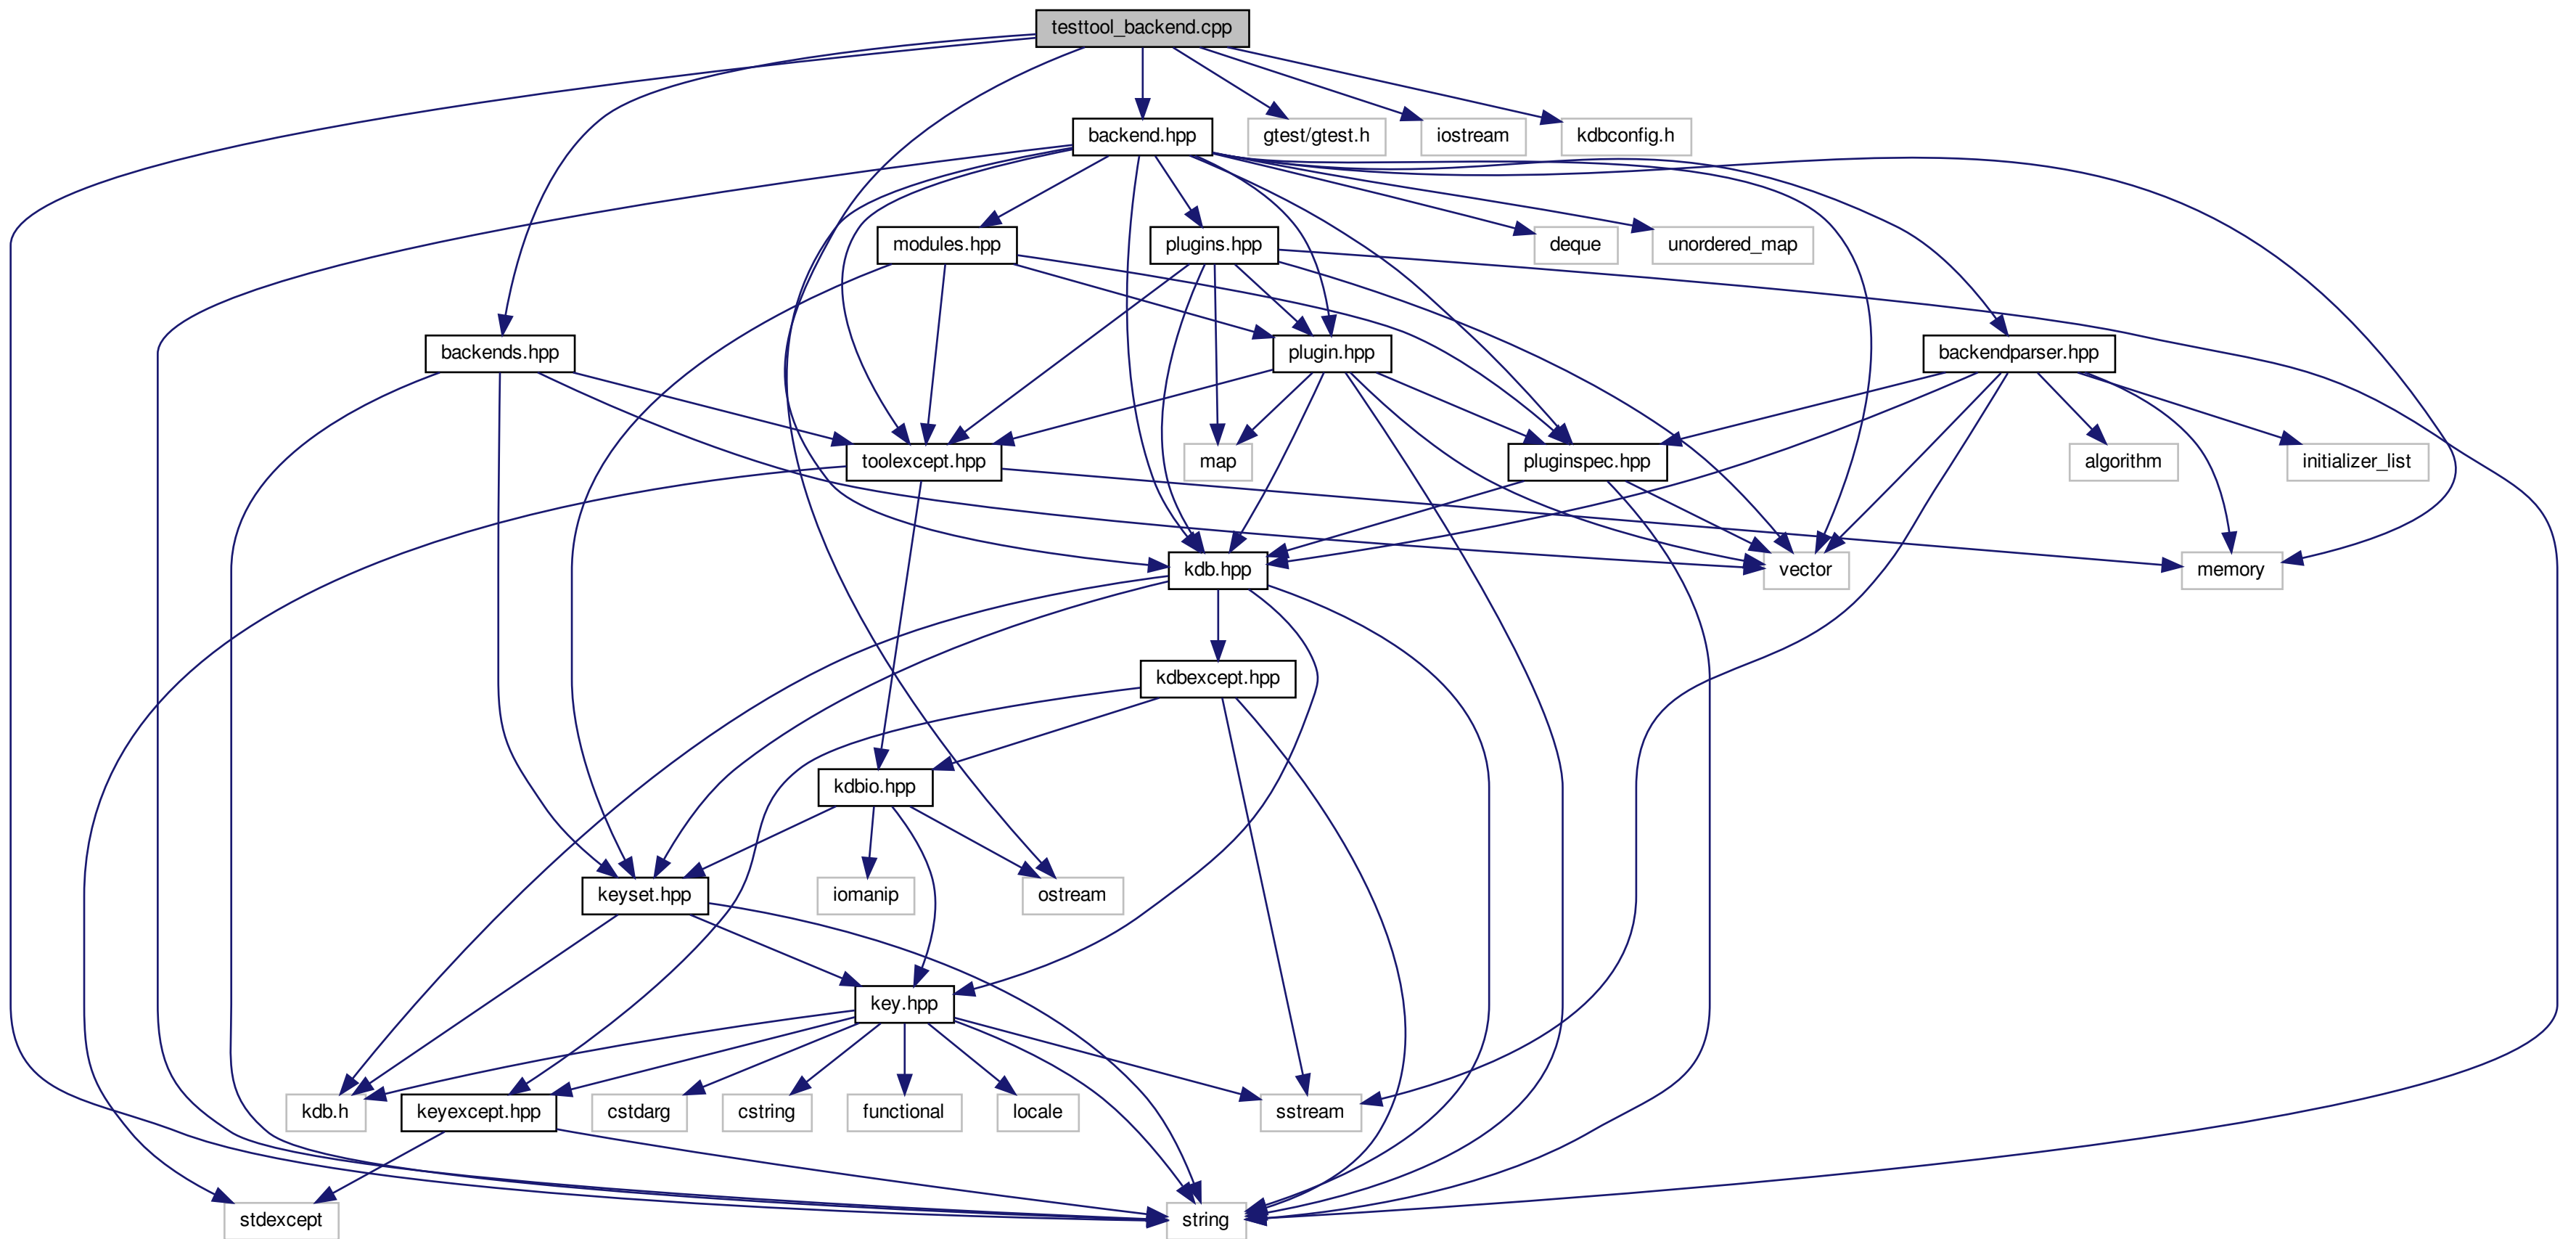 testtool_backend.cpp
backend.hpp
gtest/gtest.h
iostream
kdbconfig.h
modules.hpp
plugins.hpp
deque
unordered_map
backends.hpp
plugin.hpp
backendparser.hpp
toolexcept.hpp
map
pluginspec.hpp
algorithm
initializer_list
kdb.hpp
vector
memory
kdbexcept.hpp
kdbio.hpp
keyset.hpp
iomanip
ostream
key.hpp
kdb.h
keyexcept.hpp
cstdarg
cstring
functional
locale
sstream
stdexcept
string